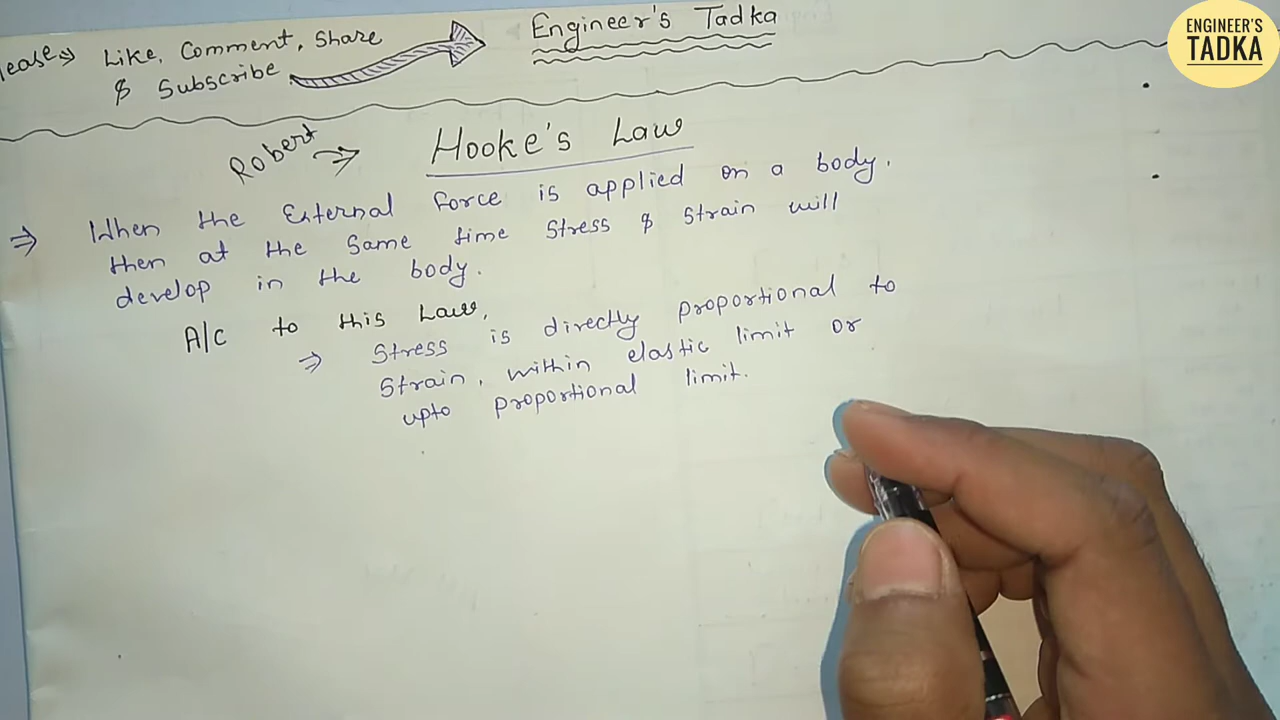 Like, Comment, Share
& Subscribe
Engineer's Tadka
ENGINEER'S
TADKA
Robert ⇒ Hooke's Law
⇒ When the External force is applied on a body.
then at the same time stress & strain will
develop in the body.
A/c to this Law,
⇒ Stress is directly proportional to
strain, within elastic limit or
upto proportional limit.